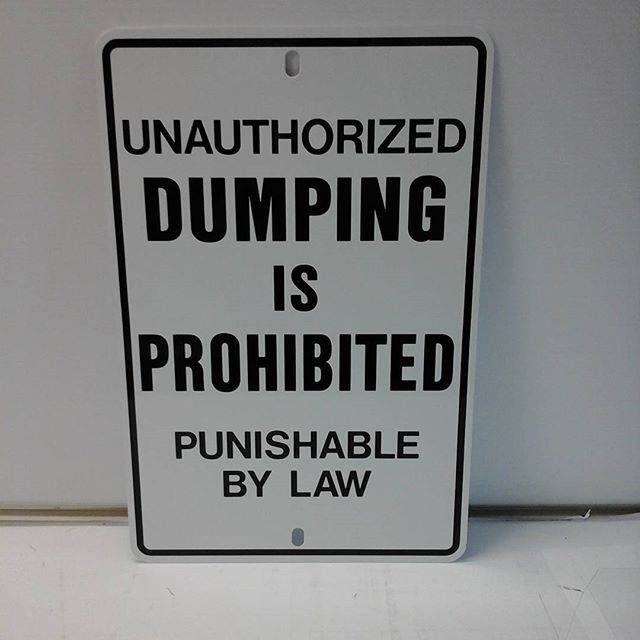 UNAUTHORIZED
DUMPING
IS
PROHIBITED
PUNISHABLE
BY LAW